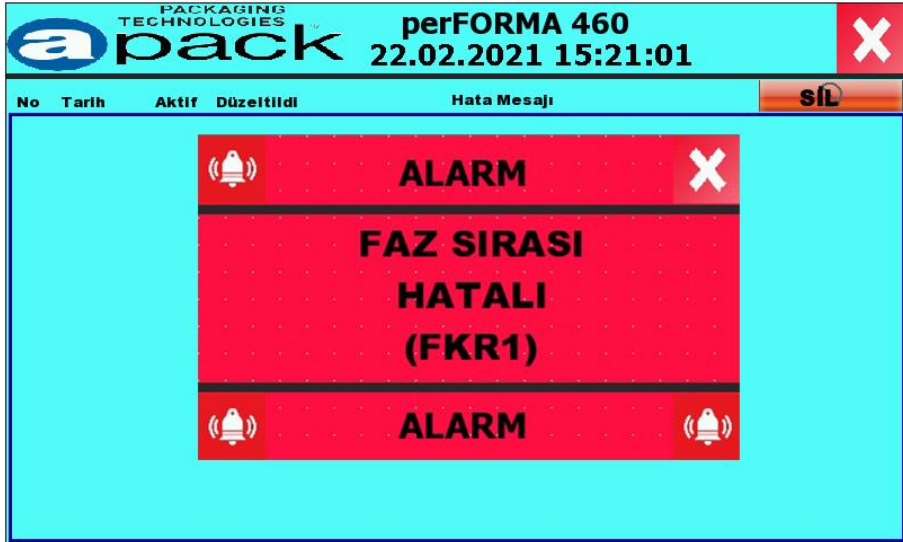 PACKAGING
TECHNOLOGIES
apack
perFORMA 460
22.02.2021 15:21:01
No Tarih Aktif Düzeltildi Hata Mesajı SİL
ALARM
FAZ SIRASI
HATALI
(FKR1)
ALARM